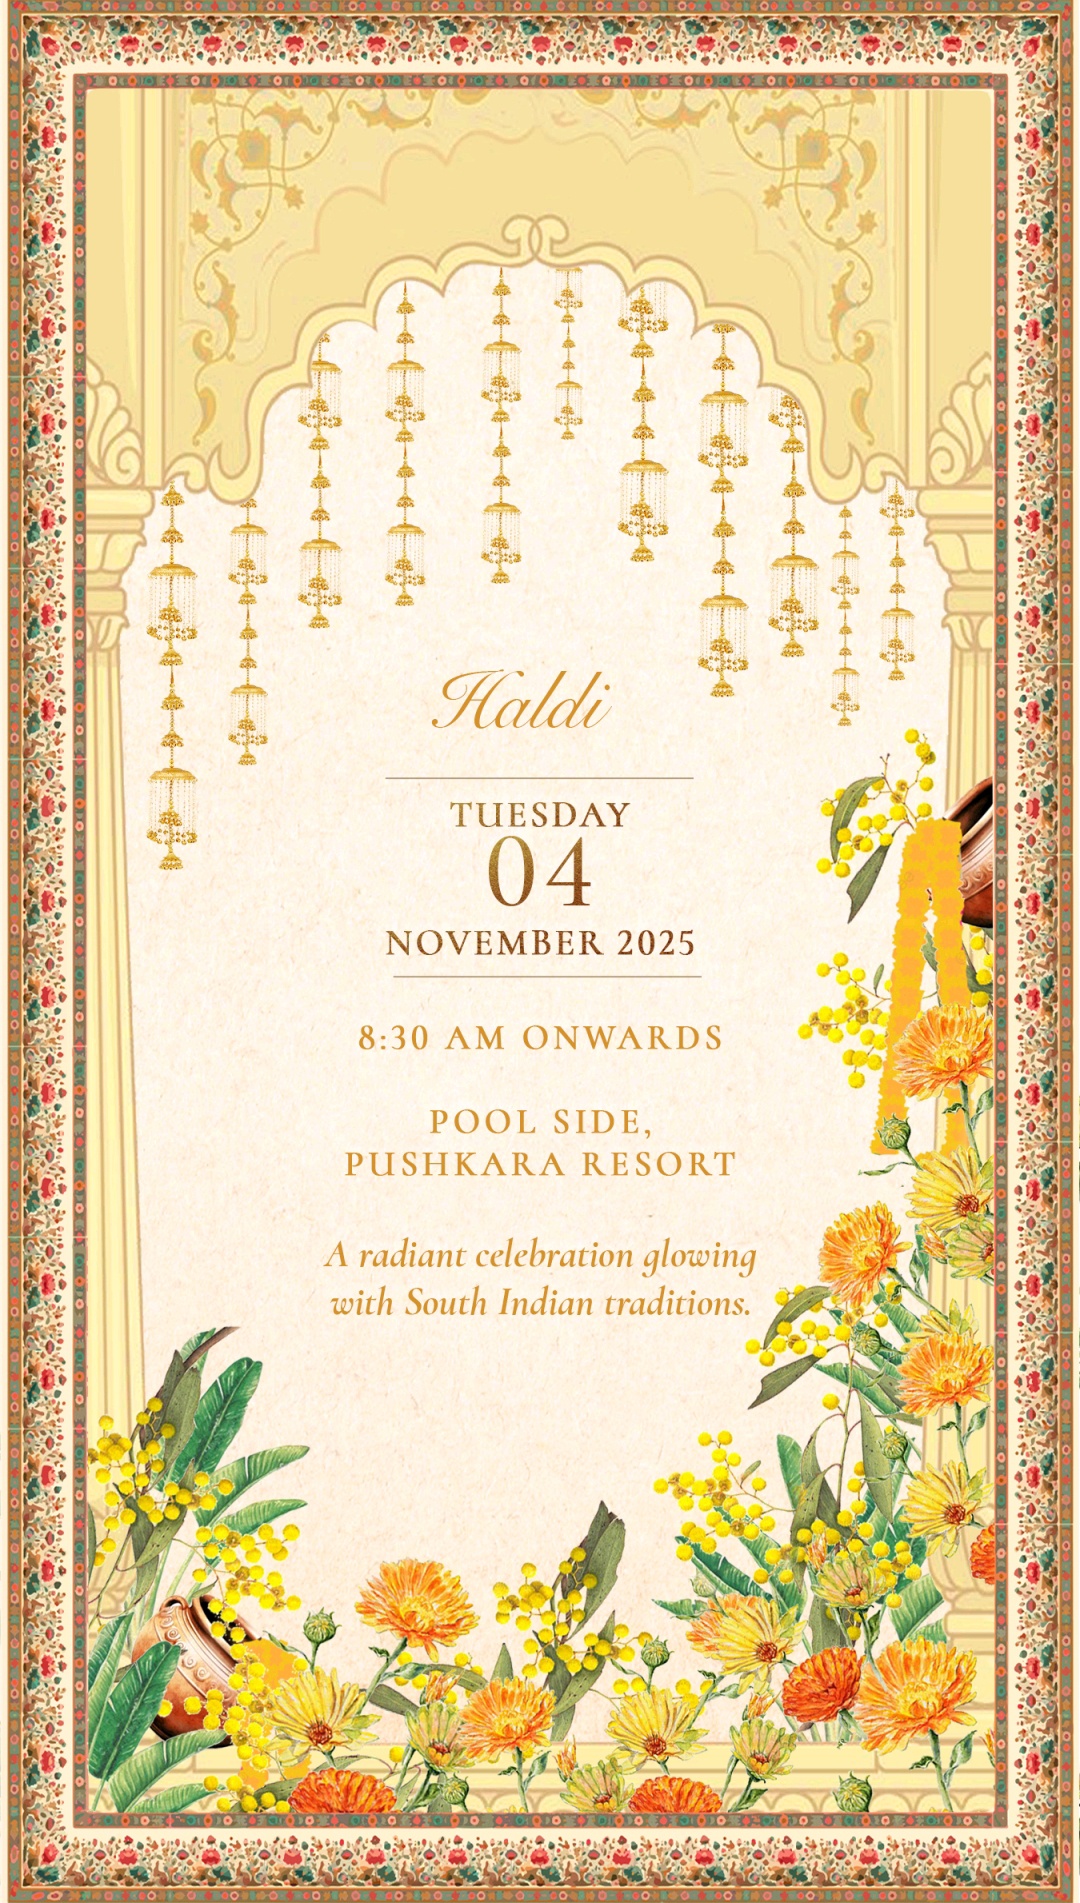 Haldi
TUESDAY
04
NOVEMBER 2025
8:30 AM ONWARDS
POOL SIDE,
PUSHKARA RESORT
A radiant celebration glowing
with South Indian traditions.